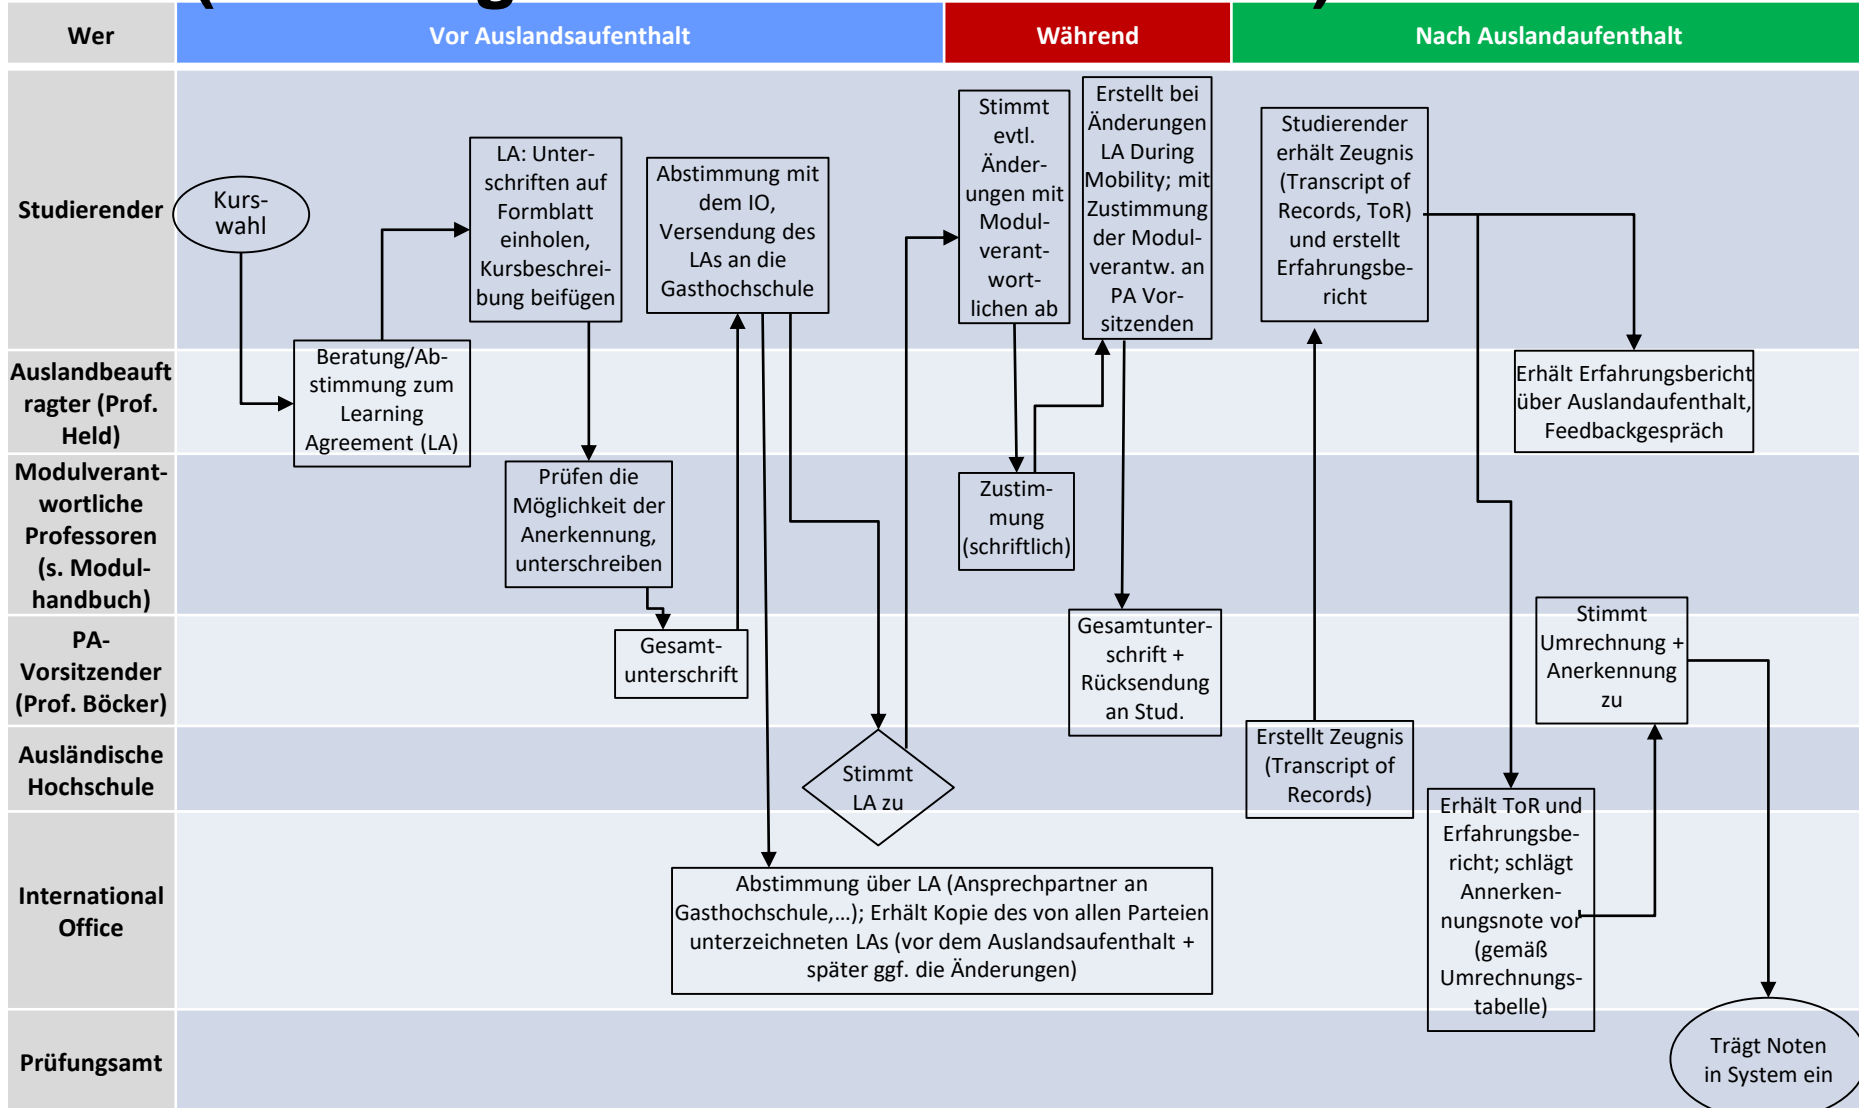 Wer
Vor Auslandsaufenthalt
Während
Nach Auslandaufenthalt
Studierender
Kurs-
wahl
LA: Unter-
schriften auf
Formblatt
einholen,
Kursbeschrei-
bung beifügen
Abstimmung mit
dem IO,
Versendung des
LAs an die
Gasthochschule
Stimmt
evtl.
Änder-
ungen mit
Modul-
verant-
wort-
lichen ab
Erstellt bei
Änderungen
LA During
Mobility; mit
Zustimmung
der Modul-
verantw. an
PA Vor-
sitzenden
Studierender
erhält Zeugnis
(Transcript of
Records, ToR)
und erstellt
Erfahrungsbe-
richt
Auslandbeauft
ragter (Prof.
Held)
Beratung/Ab-
stimmung zum
Learning
Agreement (LA)
Erhält Erfahrungsbericht
über Auslandaufenthalt,
Feedbackgespräch
Modulverant-
wortliche
Professoren
(s. Modul-
handbuch)
Prüfen die
Möglichkeit der
Anerkennung,
unterschreiben
Zustim-
mung
(schriftlich)
PA-
Vorsitzender
(Prof. Böcker)
Gesamt-
unterschrift
Gesamtunter-
schrift +
Rücksendung
an Stud.
Stimmt
Umrechnung +
Anerkennung
zu
Ausländische
Hochschule
Stimmt
LA zu
Erstellt Zeugnis
(Transcript of
Records)
International
Office
Abstimmung über LA (Ansprechpartner an
Gasthochschule,...); Erhält Kopie des von allen Parteien
unterzeichneten LAs (vor dem Auslandsaufenthalt +
später ggf. die Änderungen)
Erhält ToR und
Erfahrungsbe-
richt; schlägt
Annerken-
nungsnote vor
(gemäß
Umrechnungs-
tabelle)
Prüfungsamt
Trägt Noten
in System ein